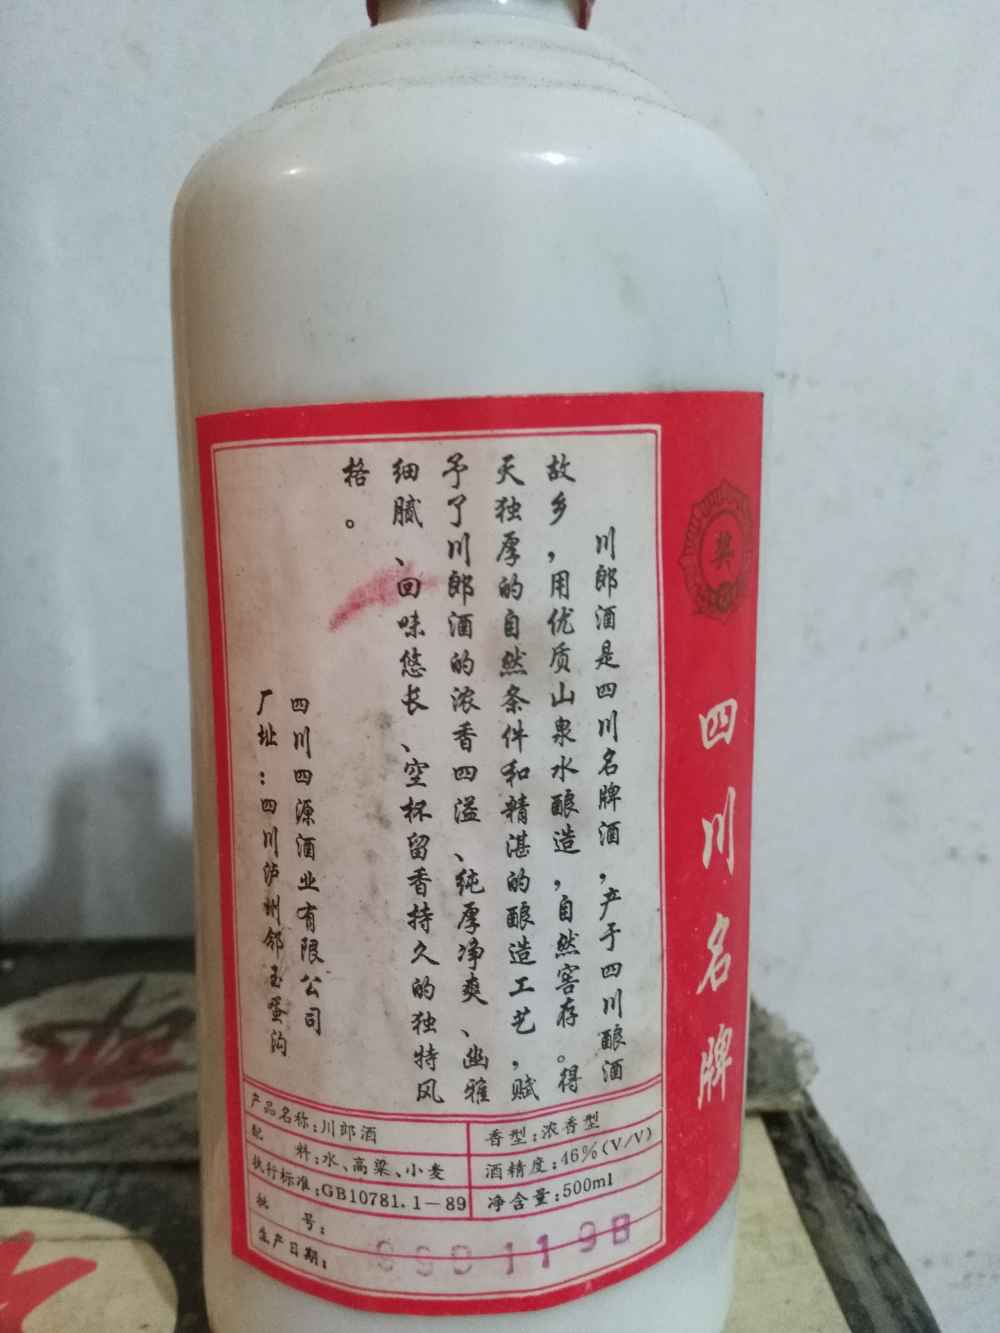 奖
四川名牌
川郎酒是四川名牌酒,产于四川酿酒
故乡,用优质山泉水酿造,自然窖存。得
天独厚的自然条件和精湛的酿造工艺,赋
予了川郎酒的浓香四溢、纯厚净爽、幽雅
细腻、回味悠长、空杯留香持久的独特风
格。
四川四源酒业有限公司
厂址:四川泸州邻玉蛋沟
产品名称:川郎酒
香型:浓香型
配 料:水、高粱、小麦
酒精度:46%(V/V)
执行标准:GB10781.1-89
净含量:500ml
批 号:
生产日期: